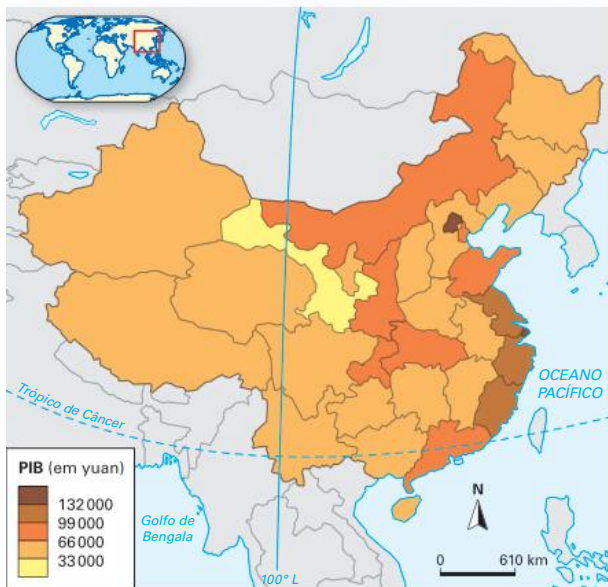 OCEANO
PACÍFICO
Trópico de Câncer
PIB (em yuan)
132 000
99 000
66 000
33 000
Golfo de
Bengala
100° L
N
0 610 km